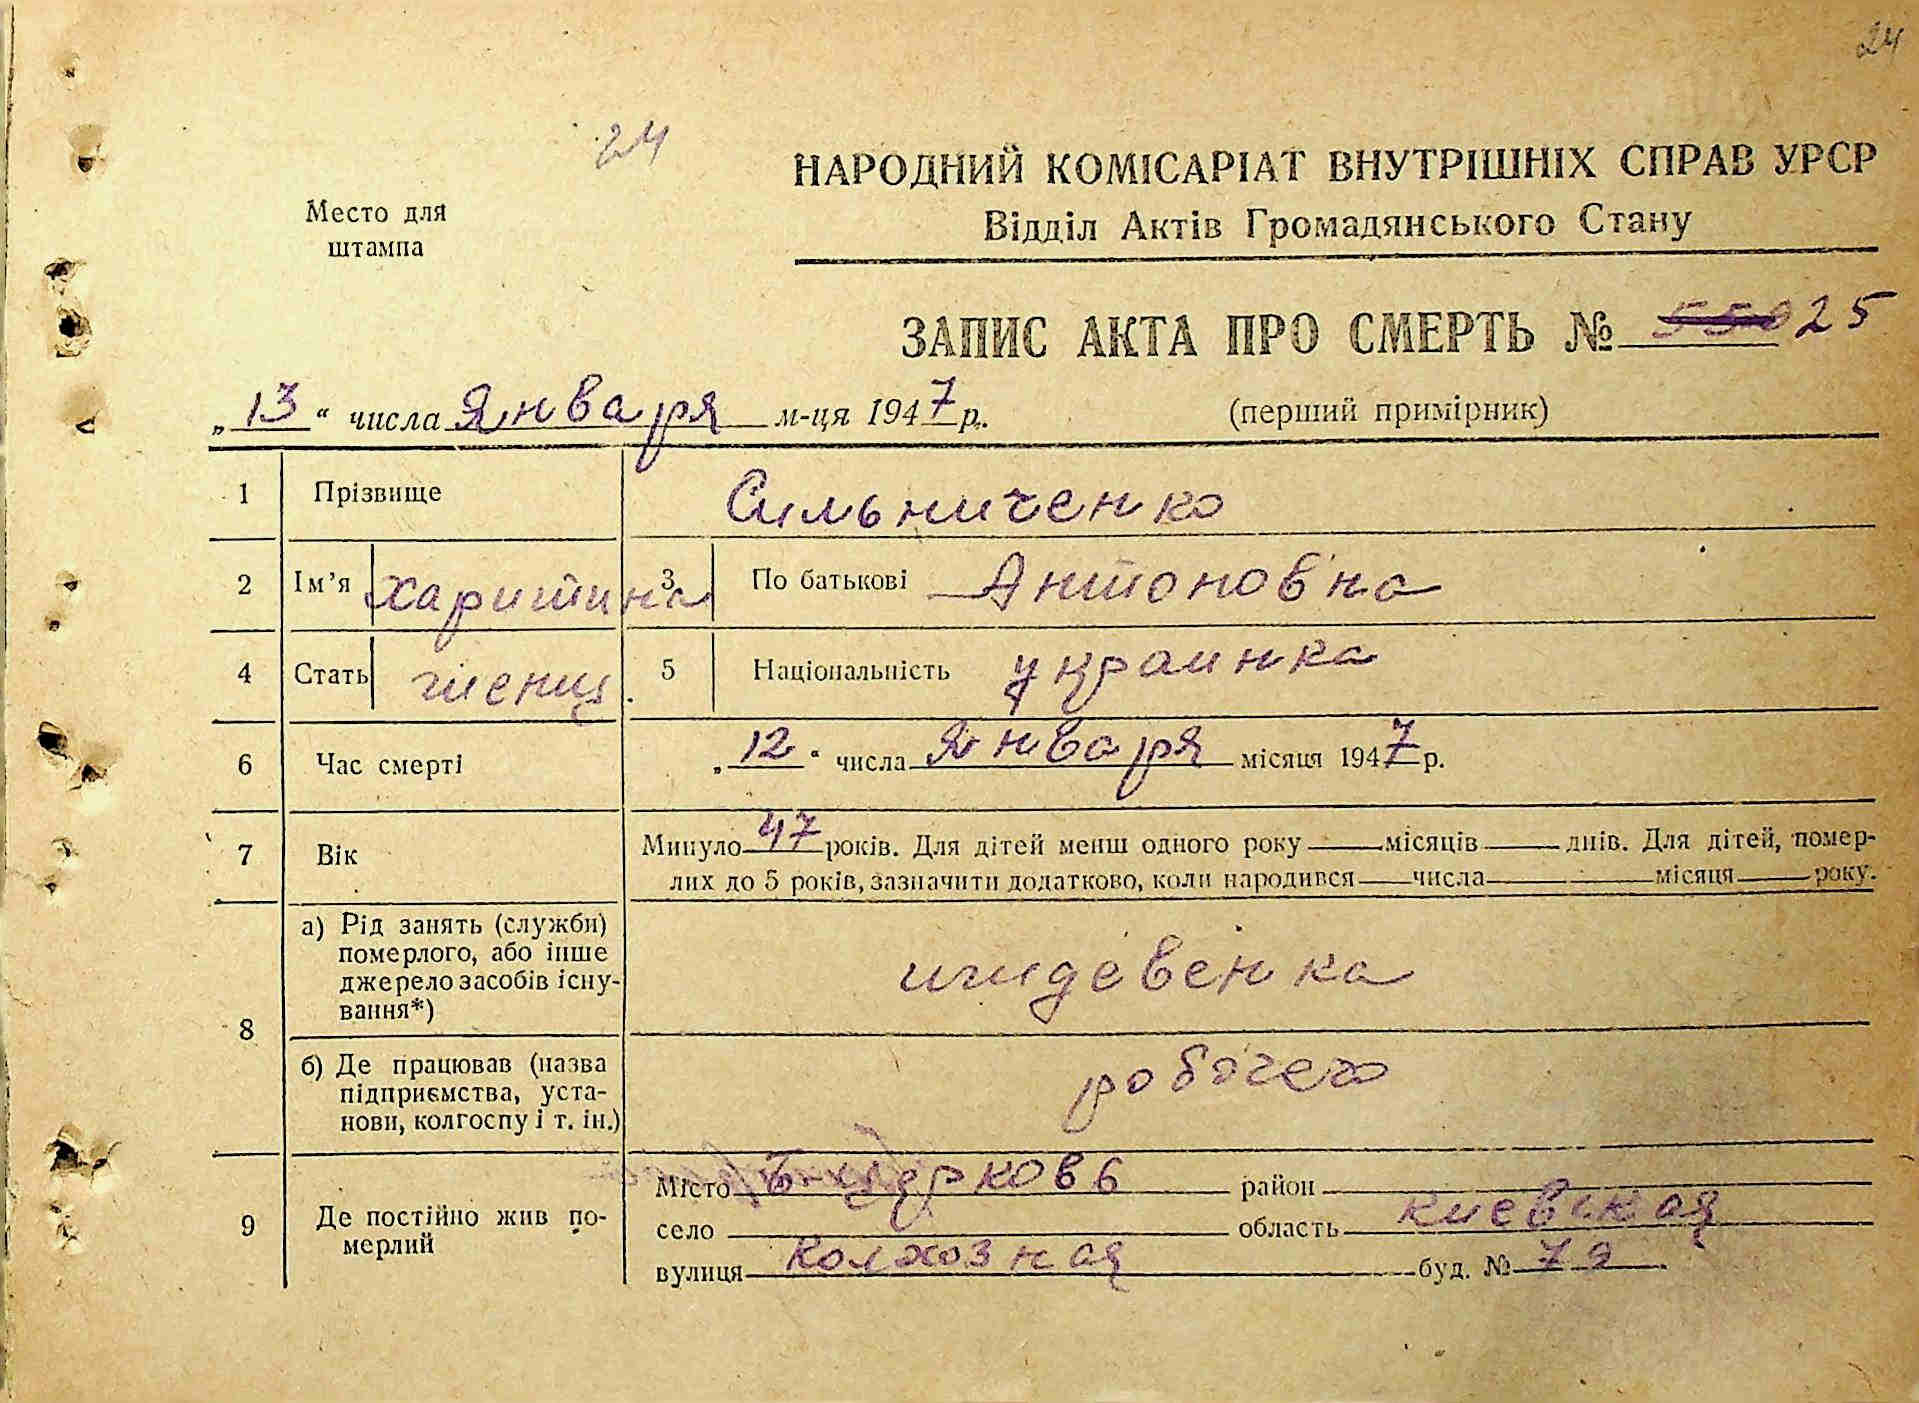 24
24
Место для
штампа
НАРОДНИЙ КОМІСАРІАТ ВНУТРІШНІХ СПРАВ УРСР
Відділ Актів Громадянського Стану
ЗАПИС АКТА ПРО СМЕРТЬ № 25
„13“ числа Января м-ця 1947 р. (перший примірник)
1 Прізвище Сильниченко
2 Ім’я Харитина 3 По батькові Антоновна
4 Стать женщ. 5 Національність украинка
6 Час смерті „12“ числа Января місяця 1947 р.
7 Вік Минуло 47 років. Для дітей менш одного року місяців днів. Для дітей, помер-
лих до 5 років, зазначити додатково, коли народився числа місяця року.
8 а) Рід занять (служби)
померлого, або інше
джерело засобів існу-
вання*)
иждевенка
б) Де працював (назва
підприємства, уста-
нови, колгоспу і т. ін.)
робочего
9 Де постійно жив по-
мерлий
Місто Б церковь район
село область Киевская
вулиця Колхозная буд. № 79